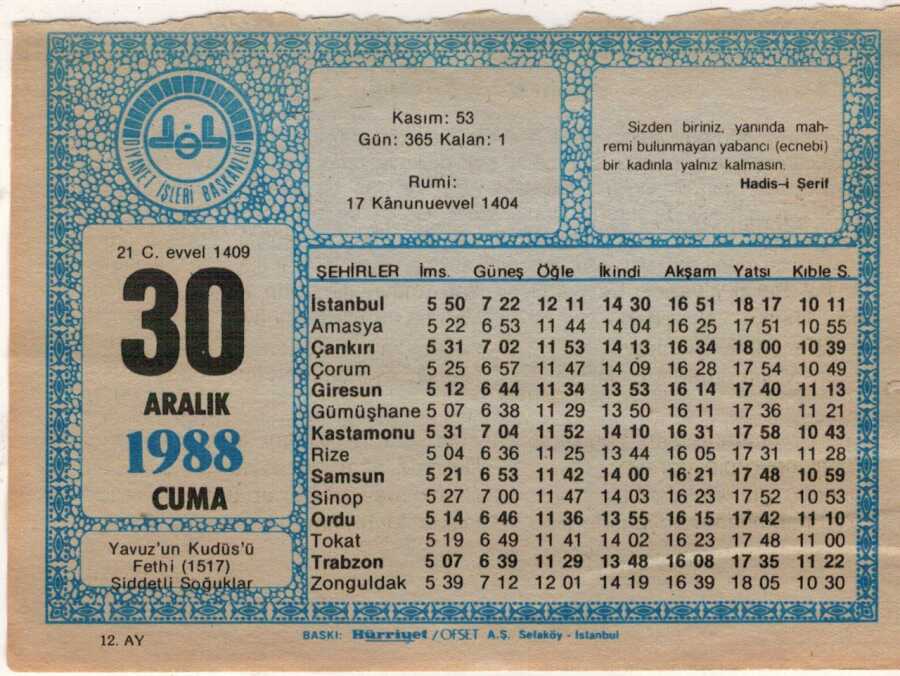 DİYANET İŞLERİ BAŞKANLIĞI
Kasım: 53
Gün: 365 Kalan: 1
Rumi:
17 Kânunuevvel 1404
Sizden biriniz, yanında mah-
remi bulunmayan yabancı (ecnebi)
bir kadınla yalnız kalmasın.
Hadis-i Şerif
21 C. evvel 1409
30
ARALIK
1988
CUMA
Yavuz'un Kudüs'ü
Fethi (1517)
Şiddetli Soğuklar
ŞEHİRLER İms. Güneş Öğle İkindi Akşam Yatsı Kıble S.
İstanbul 5 50 7 22 12 11 14 30 16 51 18 17 10 11
Amasya 5 22 6 53 11 44 14 04 16 25 17 51 10 55
Çankırı 5 31 7 02 11 53 14 13 16 34 18 00 10 39
Çorum 5 25 6 57 11 47 14 09 16 28 17 54 10 49
Giresun 5 12 6 44 11 34 13 53 16 14 17 40 11 13
Gümüşhane 5 07 6 38 11 29 13 50 16 11 17 36 11 21
Kastamonu 5 31 7 04 11 52 14 10 16 31 17 58 10 43
Rize 5 04 6 36 11 25 13 44 16 05 17 31 11 28
Samsun 5 21 6 53 11 42 14 00 16 21 17 48 10 59
Sinop 5 27 7 00 11 47 14 03 16 23 17 52 10 53
Ordu 5 14 6 46 11 36 13 55 16 15 17 42 11 10
Tokat 5 19 6 49 11 41 14 02 16 23 17 48 11 00
Trabzon 5 07 6 39 11 29 13 48 16 08 17 35 11 22
Zonguldak 5 39 7 12 12 01 14 19 16 39 18 05 10 30
12. AY
BASKI: Hürriyet / OFSET A.Ş. Sefaköy - İstanbul